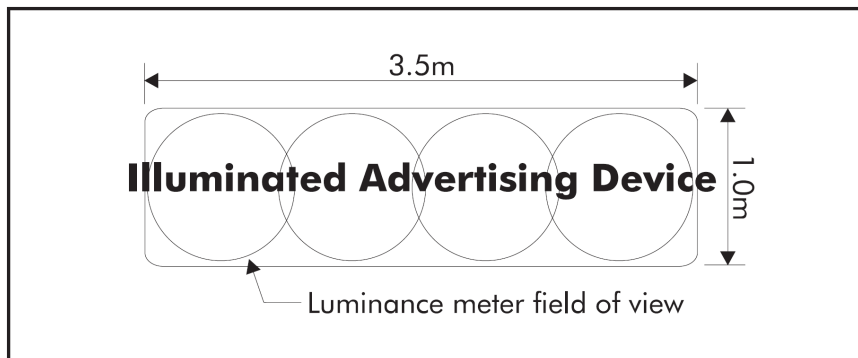 3.5m
Illuminated Advertising Device
1.0m
Luminance meter field of view